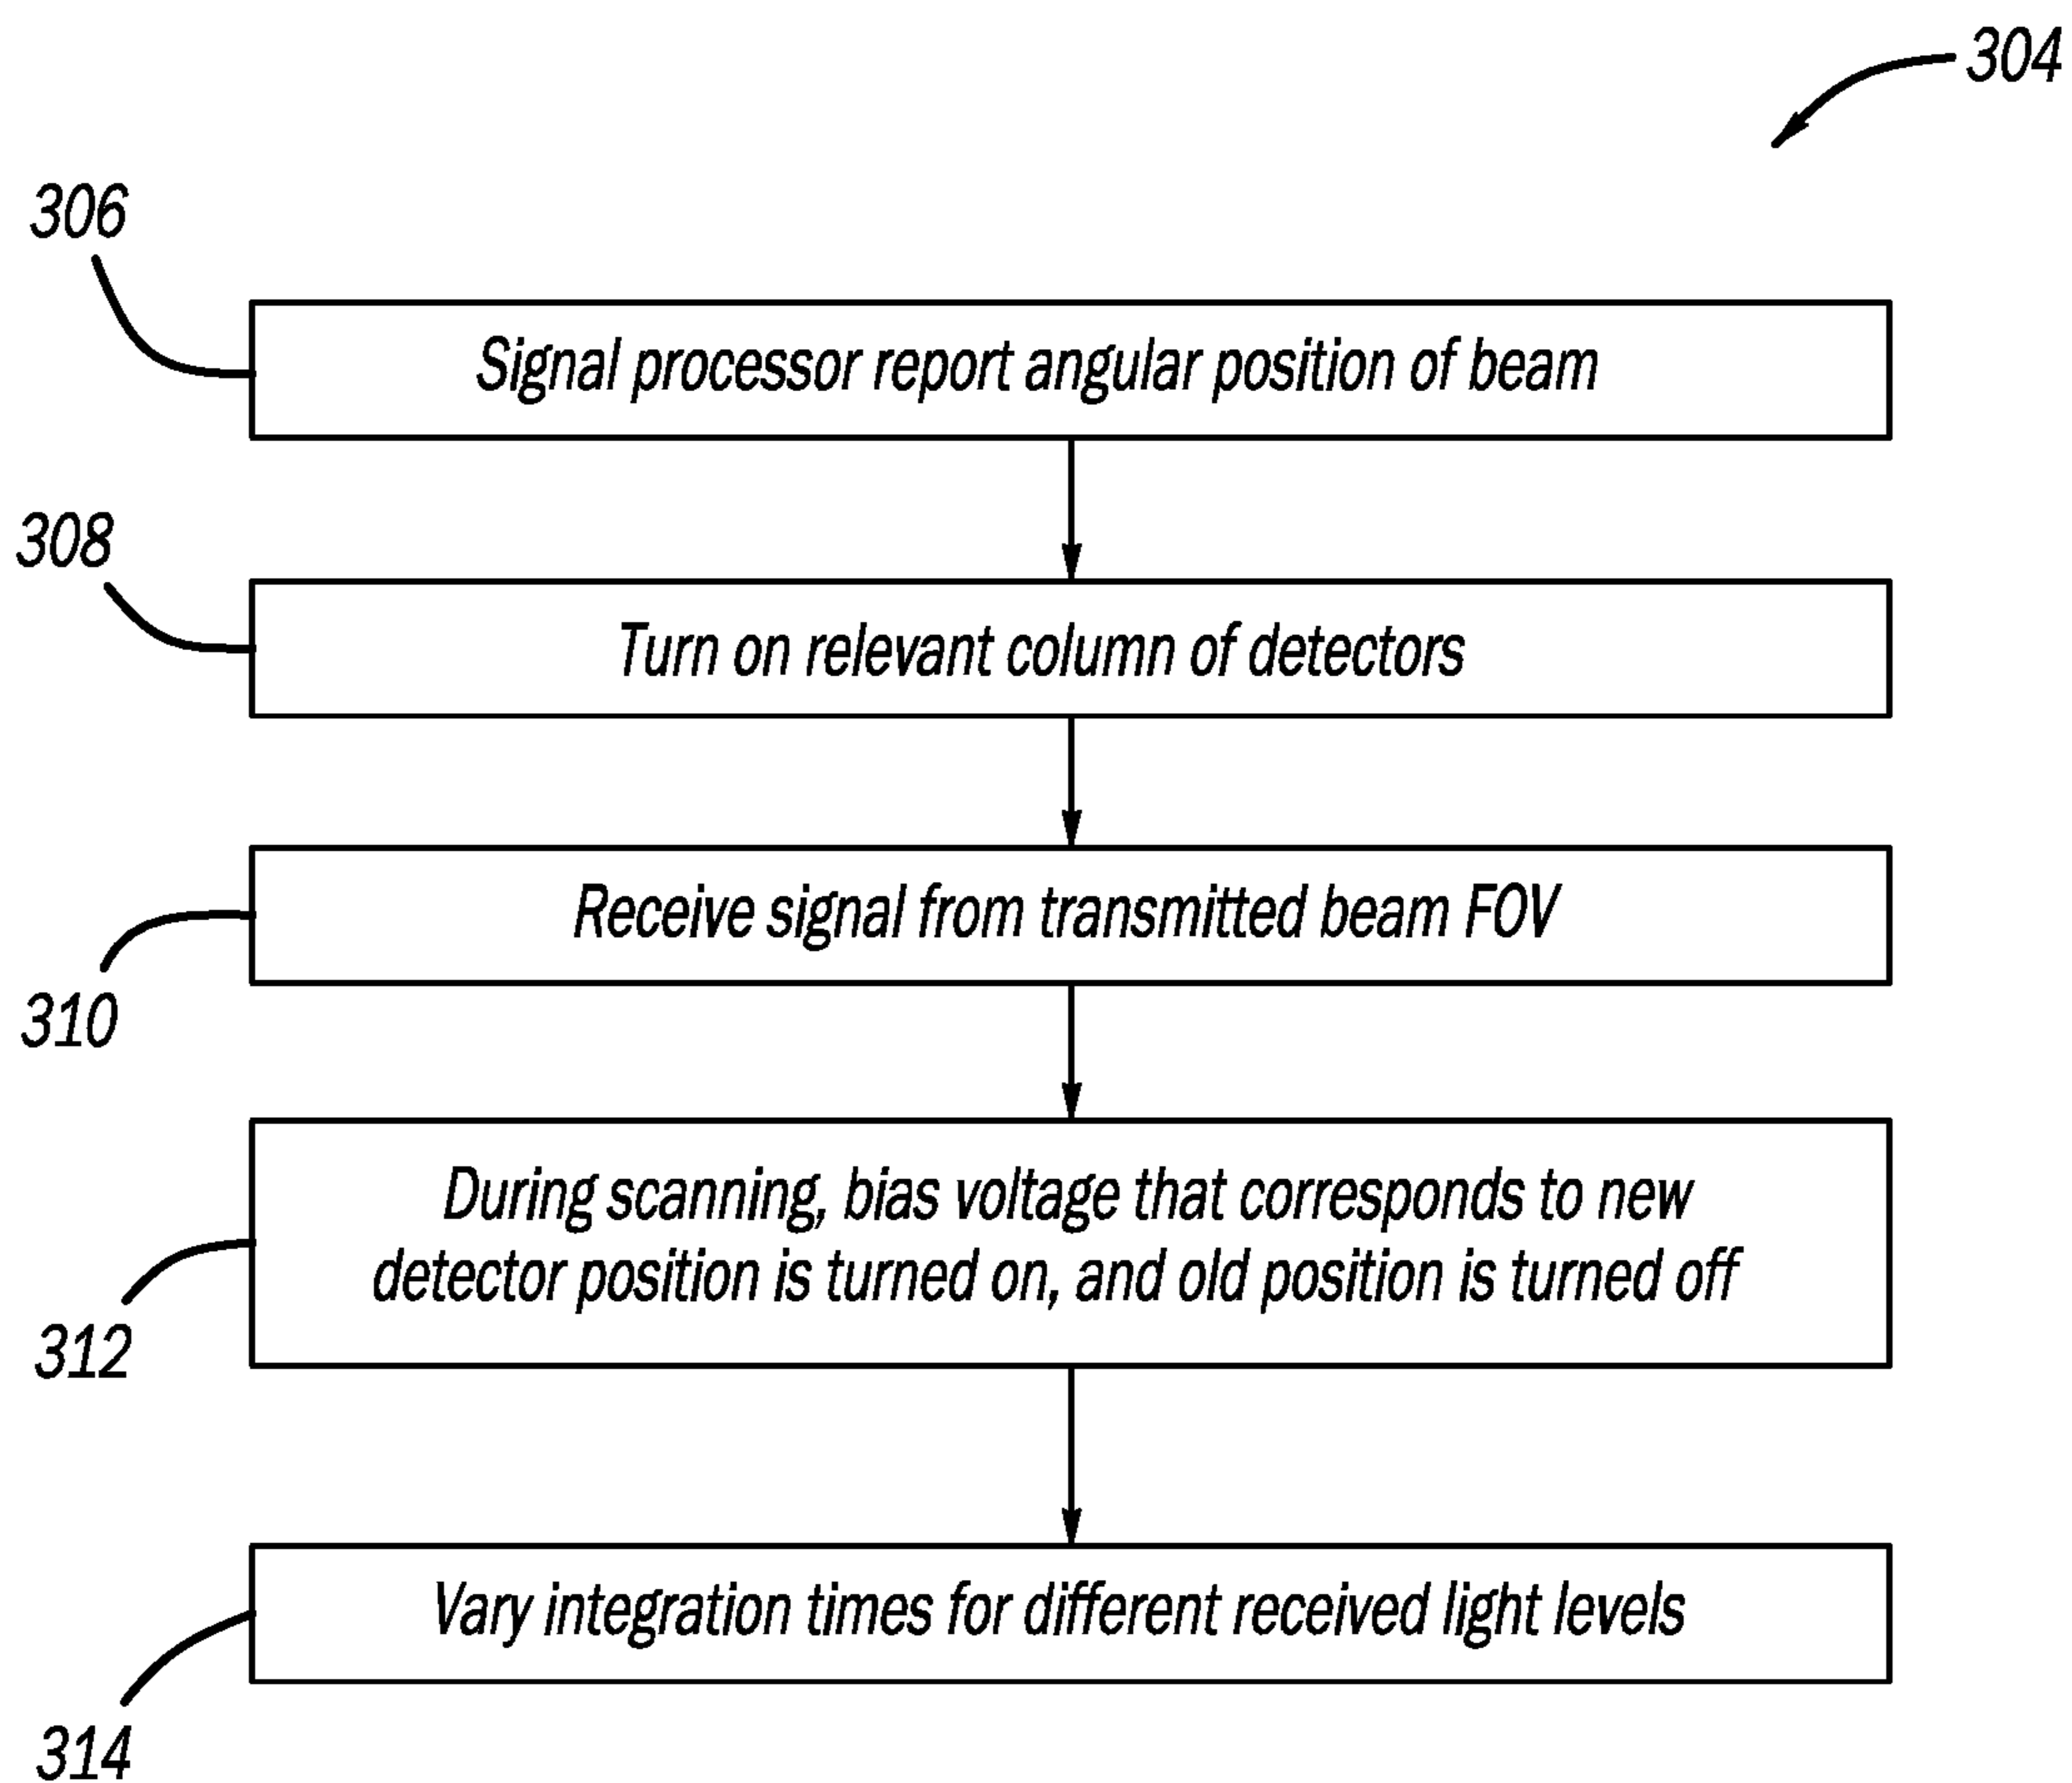 304
306
Signal processor report angular position of beam
308
Turn on relevant column of detectors
Receive signal from transmitted beam FOV
310
During scanning, bias voltage that corresponds to new
detector position is turned on, and old position is turned off
312
Vary integration times for different received light levels
314